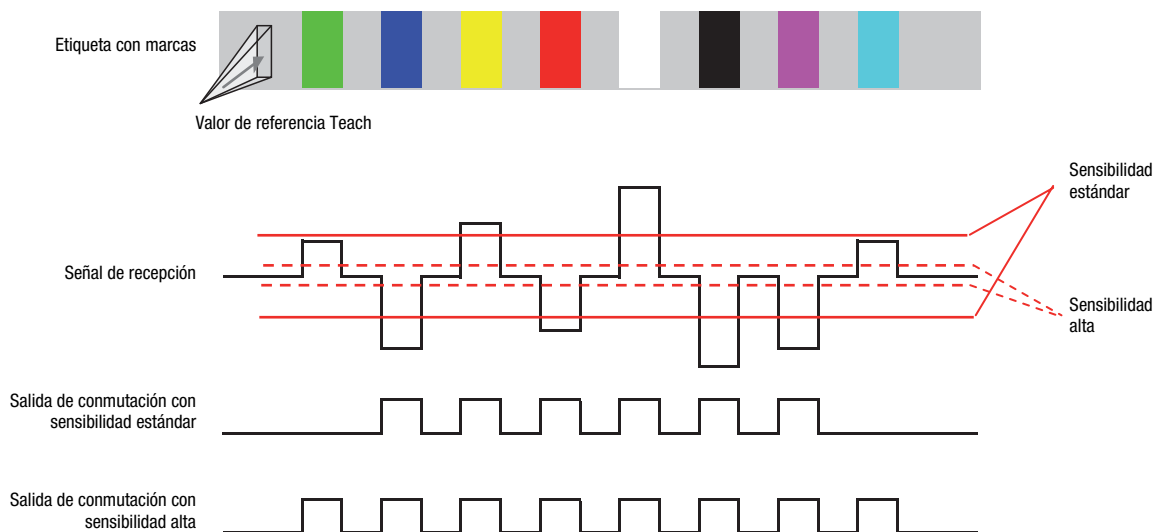 Etiqueta con marcas
Valor de referencia Teach
Sensibilidad
estándar
Señal de recepción
Sensibilidad
alta
Salida de conmutación con
sensibilidad estándar
Salida de conmutación con
sensibilidad alta